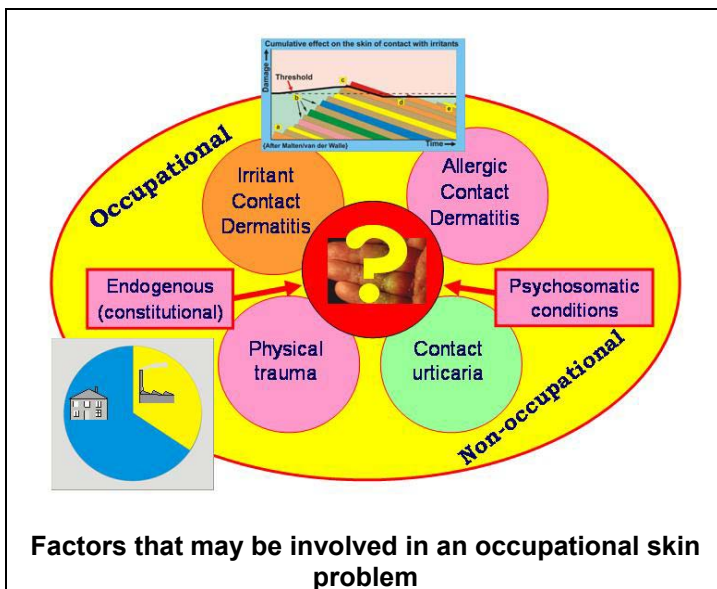 Cumulative effect on the skin of contact with irritants
Damage
Threshold
a
b
c
d
e
Time
(After Malten/van der Walle)
Occupational
Irritant
Contact
Dermatitis
Allergic
Contact
Dermatitis
?
Endogenous
(constitutional)
Psychosomatic
conditions
Physical
trauma
Contact
urticaria
Non-occupational
Factors that may be involved in an occupational skin
problem